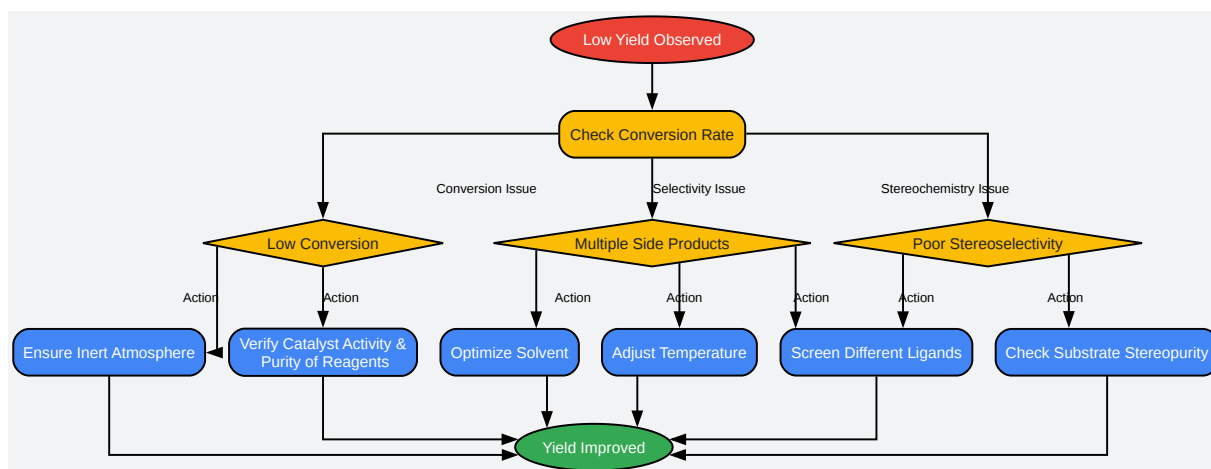 Low Yield Observed
Check Conversion Rate
Conversion Issue
Selectivity Issue
Stereochemistry Issue
Low Conversion
Multiple Side Products
Poor Stereoselectivity
Action
Action
Action
Action
Action
Action
Action
Ensure Inert Atmosphere
Verify Catalyst Activity &
Purity of Reagents
Optimize Solvent
Adjust Temperature
Screen Different Ligands
Check Substrate Stereopurity
Yield Improved